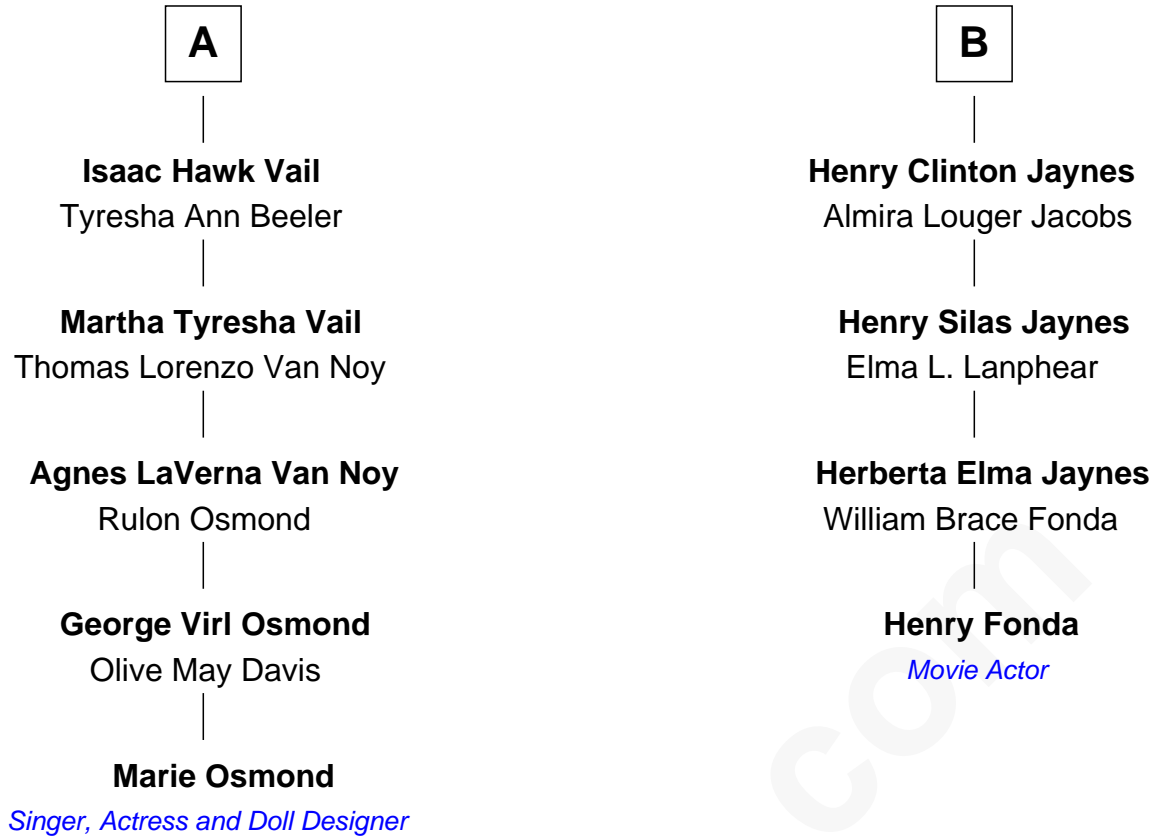 A
Isaac Hawk Vail
Tyresha Ann Beeler
Martha Tyresha Vail
Thomas Lorenzo Van Noy
Agnes LaVerna Van Noy
Rulon Osmond
George Virl Osmond
Olive May Davis
Marie Osmond
Singer, Actress and Doll Designer
B
Henry Clinton Jaynes
Almira Louger Jacobs
Henry Silas Jaynes
Elma L. Lanphear
Herberta Elma Jaynes
William Brace Fonda
Henry Fonda
Movie Actor
com